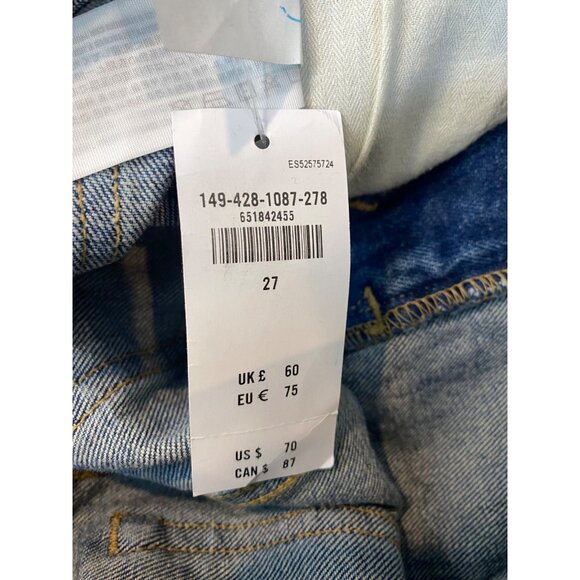 ES52575724
149-428-1087-278
651842455
27
UK £ 60
EU € 75
US $ 70
CAN $ 87